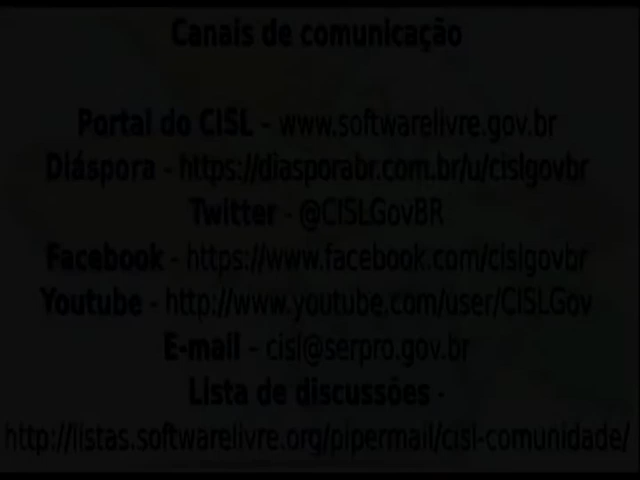 Canais de comunicação
Portal do CISL - www.softwarelivre.gov.br
Diáspora - https://diasporabr.com.br/u/cislgovbr
Twitter - @CISLGovBR
Facebook - https://www.facebook.com/cislgovbr
Youtube - http://www.youtube.com/user/CISLGov
E-mail - cisl@serpro.gov.br
Lista de discussões -
http://listas.softwarelivre.org/pipermail/cisl-comunidade/